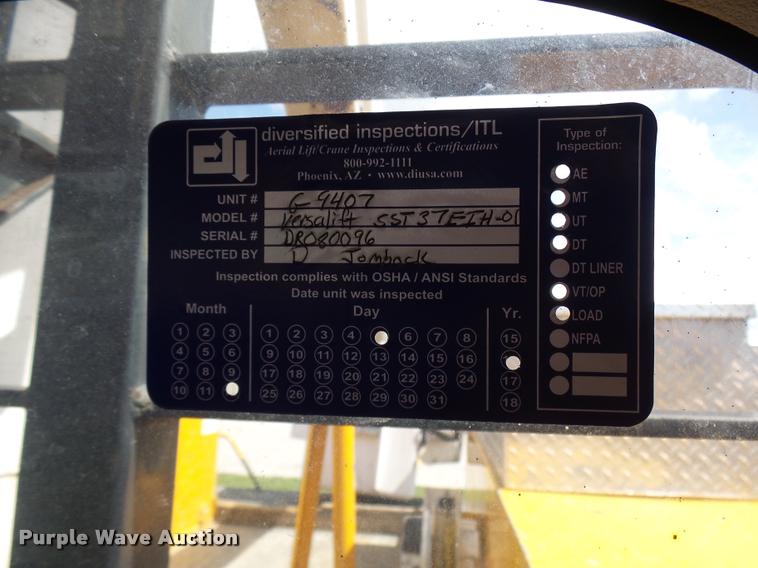 diversified inspections/ITL
Aerial Lift/Crane Inspections & Certifications
800-992-1111
Phoenix, AZ • www.diusa.com
UNIT # C-9407
MODEL # Versalift SST37EIH-01
SERIAL # DR080096
INSPECTED BY D Jomback
Inspection complies with OSHA / ANSI Standards
Date unit was inspected
Month
1 2 3
4 5 6
7 8 9
10 11
Day
1 2 3 4 6 7 8
9 10 11 12 13 14 15 16
17 18 19 20 21 22 23 24
25 26 27 28 29 30 31
Yr.
15
17
18
Type of
Inspection:
AE
MT
UT
DT
DT LINER
VT/OP
LOAD
NFPA
Purple Wave Auction